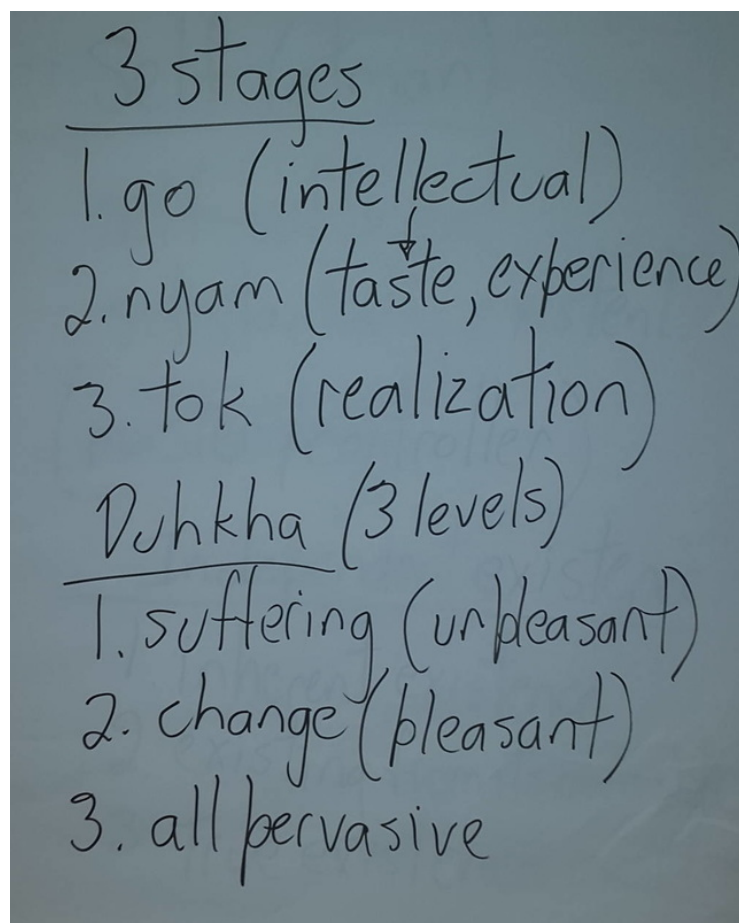 3 stages
1. go (intellectual)
↓
2. nyam (taste, experience)
3. tok (realization)
Duhkha (3 levels)
1. suffering (unpleasant)
2. change (pleasant)
3. all pervasive